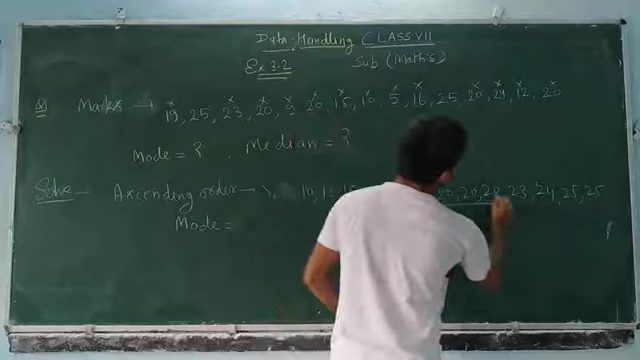 Data Handling CLASS VII
Ex 3.2 Sub (Math's)
Q Marks → 19, 25, 23, 20, 9, 20, 15, 10, 5, 16, 25, 20, 24, 12, 20
Mode = ? , Median = ?
Solve - Ascending order → 10, 12, 15 20, 20, 20, 23, 24, 25, 25
Mode =